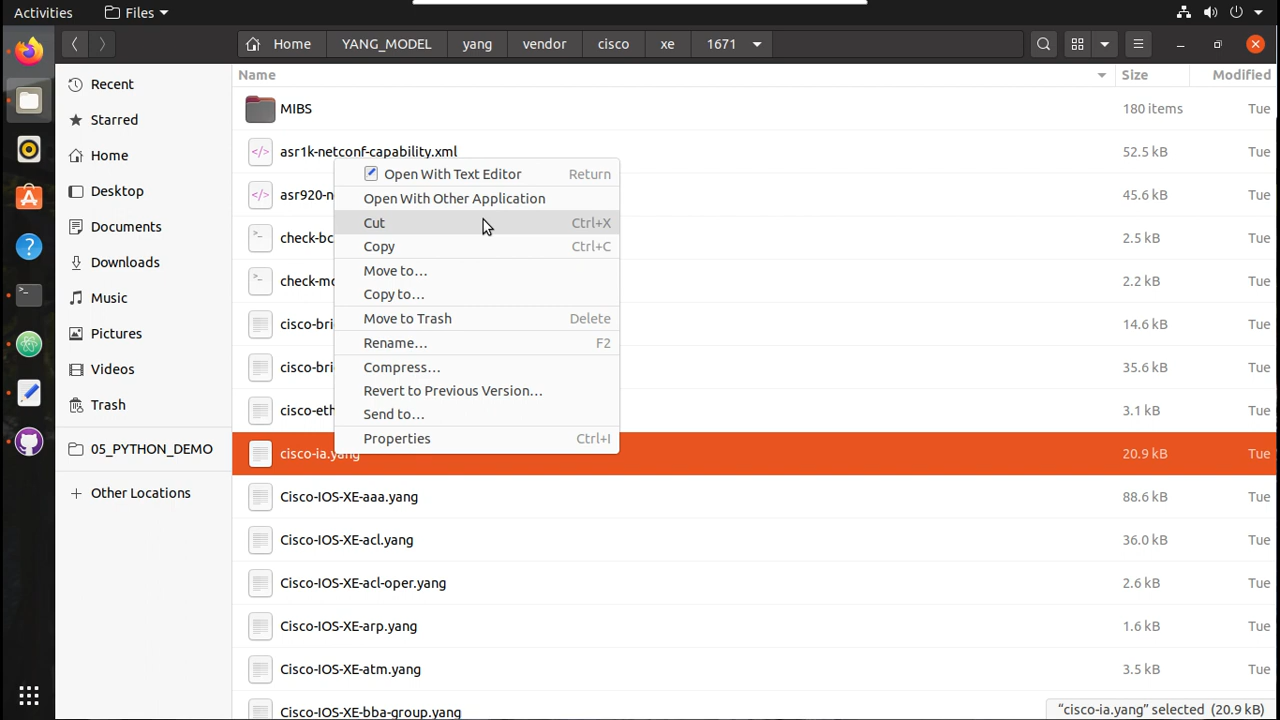 Activities
Files
Home
YANG_MODEL
yang
vendor
cisco
xe
1671
Recent
Starred
Home
Desktop
Documents
Downloads
Music
Pictures
Videos
Trash
05_PYTHON_DEMO
+ Other Locations
Name Size Modified
MIBS 180 items Tue
asr1k-netconf-capability.xml 52.5 kB Tue
asr920-n 45.6 kB Tue
check-bc 2.5 kB Tue
check-mo 2.2 kB Tue
cisco-bri 14.6 kB Tue
cisco-bri 35.6 kB Tue
cisco-eth 3.1 kB Tue
cisco-ia.yang 20.9 kB Tue
Cisco-IOS-XE-aaa.yang 88.6 kB Tue
Cisco-IOS-XE-acl.yang 36.0 kB Tue
Cisco-IOS-XE-acl-oper.yang 2.6 kB Tue
Cisco-IOS-XE-arp.yang 1.6 kB Tue
Cisco-IOS-XE-atm.yang 3.5 kB Tue
Cisco-IOS-XE-bba-group.yang
Open With Text Editor Return
Open With Other Application
Cut Ctrl+X
Copy Ctrl+C
Move to...
Copy to...
Move to Trash Delete
Rename... F2
Compress...
Revert to Previous Version...
Send to...
Properties Ctrl+I
"cisco-ia.yang" selected (20.9 kB)